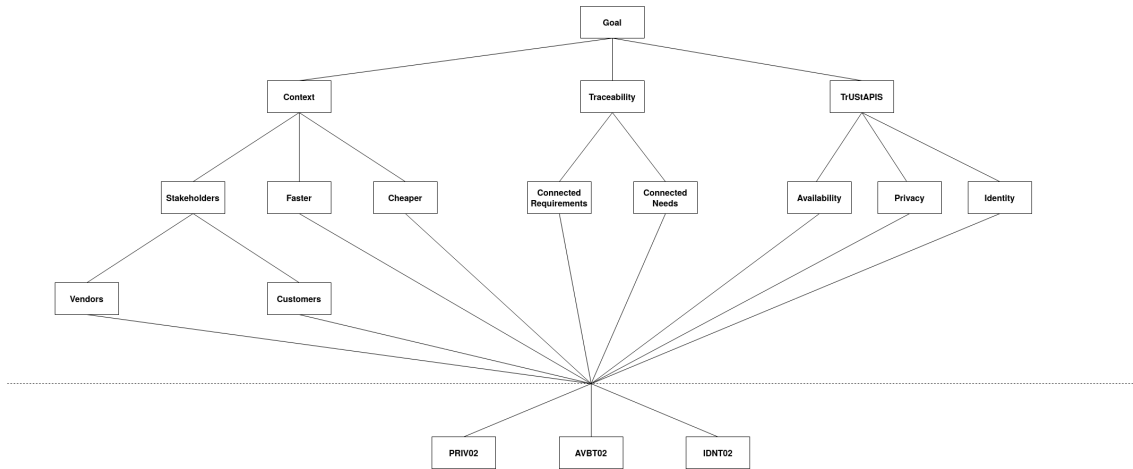 Goal
Context
Traceability
TrUStAPIS
Stakeholders
Faster
Cheaper
Connected
Requirements
Connected
Needs
Availability
Privacy
Identity
Vendors
Customers
PRIV02
AVBT02
IDNT02